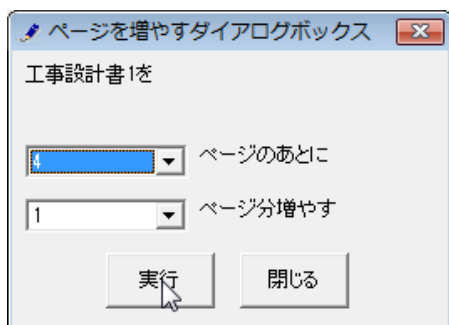 ページを増やすダイアログボックス
工事設計書1を
4 ページのあとに
1 ページ分増やす
実行 閉じる